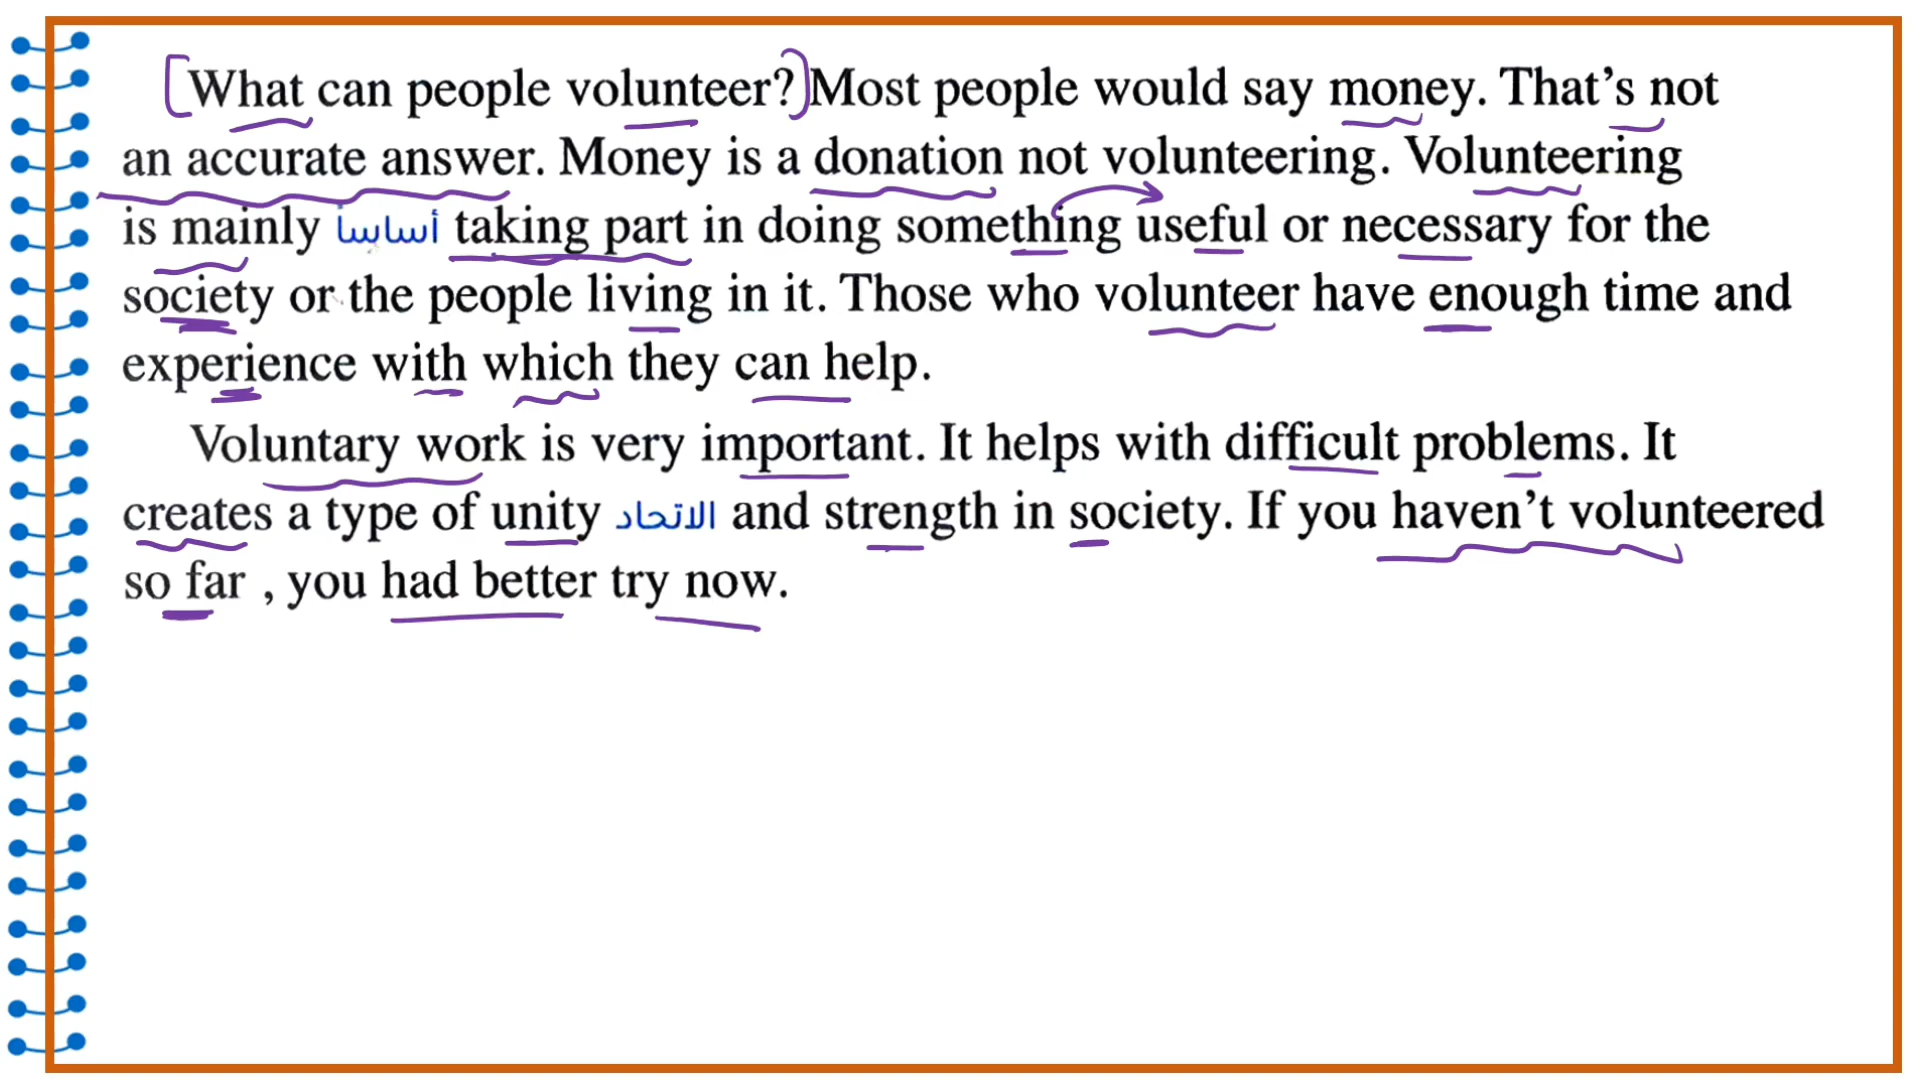 What can people volunteer? Most people would say money. That's not
an accurate answer. Money is a donation not volunteering. Volunteering
is mainly أساساً taking part in doing something useful or necessary for the
society or the people living in it. Those who volunteer have enough time and
experience with which they can help.
Voluntary work is very important. It helps with difficult problems. It
creates a type of unity الاتحاد and strength in society. If you haven't volunteered
so far , you had better try now.